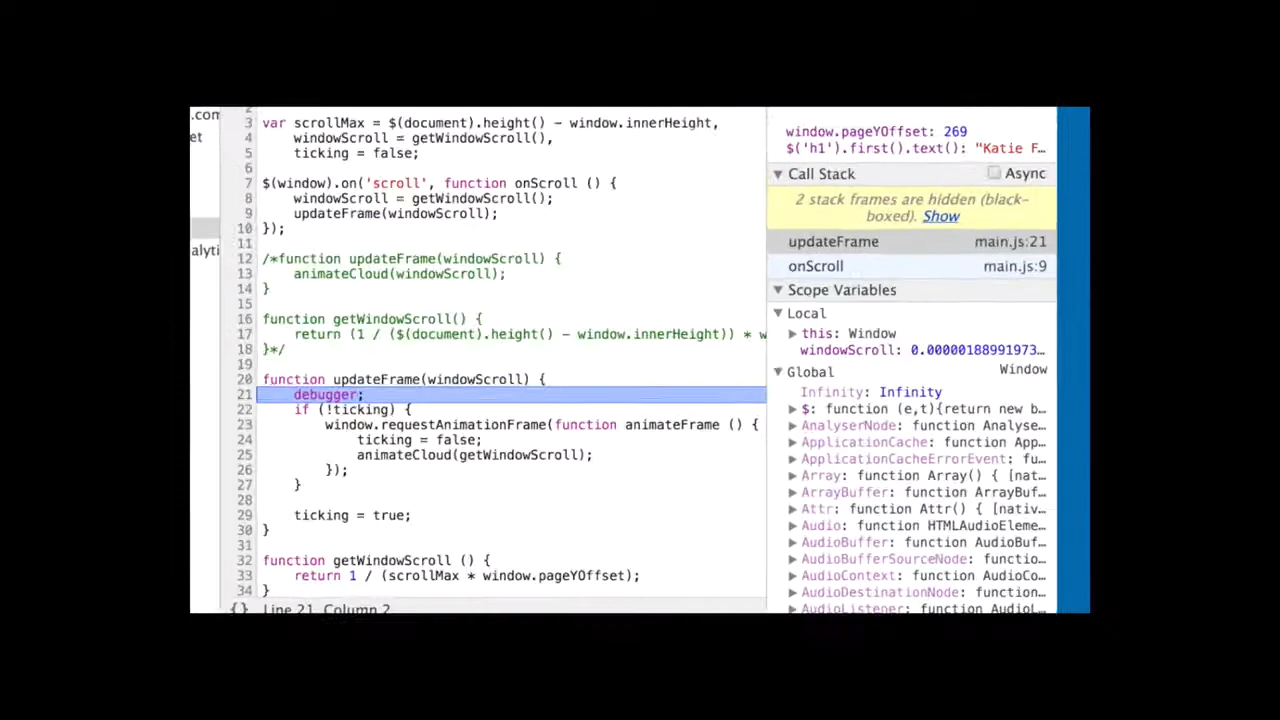 .com
et
alyti
2
3 var scrollMax = $(document).height() - window.innerHeight,
4 windowScroll = getWindowScroll(),
5 ticking = false;
6
7 $(window).on('scroll', function onScroll () {
8 windowScroll = getWindowScroll();
9 updateFrame(windowScroll);
10 });
11
12 /*function updateFrame(windowScroll) {
13 animateCloud(windowScroll);
14 }
15
16 function getWindowScroll() {
17 return (1 / ($(document).height() - window.innerHeight)) * w
18 }*/
19
20 function updateFrame(windowScroll) {
21 debugger;
22 if (!ticking) {
23 window.requestAnimationFrame(function animateFrame () {
24 ticking = false;
25 animateCloud(getWindowScroll);
26 });
27 }
28
29 ticking = true;
30 }
31
32 function getWindowScroll () {
33 return 1 / (scrollMax * window.pageYOffset);
34 }
{} Line 21, Column 2
window.pageYOffset: 269
$('h1').first().text(): "Katie F…
Call Stack Async
2 stack frames are hidden (black-
boxed). Show
updateFrame main.js:21
onScroll main.js:9
Scope Variables
Local
this: Window
windowScroll: 0.00000188991973…
Global Window
Infinity: Infinity
$: function (e,t){return new b…
AnalyserNode: function Analyse…
ApplicationCache: function App…
ApplicationCacheErrorEvent: fu…
Array: function Array() { [nat…
ArrayBuffer: function ArrayBuf…
Attr: function Attr() { [nativ…
Audio: function HTMLAudioEleme…
AudioBuffer: function AudioBuf…
AudioBufferSourceNode: functio…
AudioContext: function AudioCo…
AudioDestinationNode: function…
AudioListener: function AudioL…